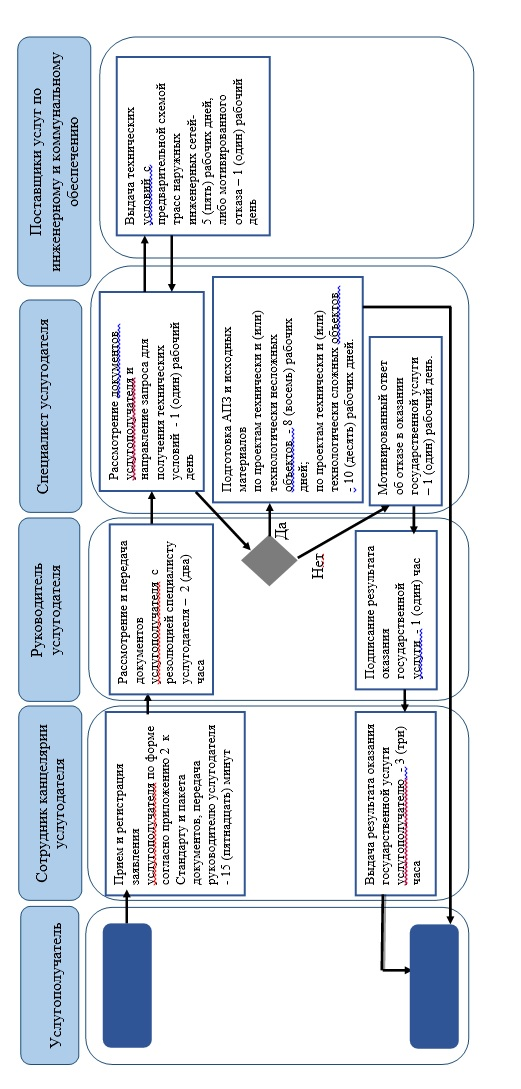 Услугополучатель
Сотрудник канцелярии
услугодателя
Руководитель
услугодателя
Специалист услугодателя
Поставщики услуг по
инженерному и коммунальному
обеспечению
Прием и регистрация
заявления
услугополучателя по форме
согласно приложению 2 к
Стандарту и пакета
документов, передача
руководителю услугодателя
- 15 (пятнадцать) минут
Рассмотрение и передача
документов
услугополучателя с
резолюцией специалисту
услугодателя – 2 (два)
часа
Рассмотрение документов
услугополучателя и
направление запроса для
получения технических
условий - 1 (один) рабочий
день
Выдача технических
условий с
предварительной схемой
трасс наружных
инженерных сетей-
5 (пять) рабочих дней,
либо мотивированного
отказа – 1 (один) рабочий
день
Да
Нет
Подготовка АПЗ и исходных
материалов
по проектам технически и (или)
технологически несложных
объектов - 8 (восемь) рабочих
дней;
по проектам технически и (или)
технологически сложных объектов
- 10 (десять) рабочих дней.
Мотивированный ответ
об отказе в оказании
государственной услуги
– 1 (один) рабочий день.
Подписание результата
оказания
государственной
услуги - 1 (один) час
Выдача результата оказания
государственной услуги
услугополучателю - 3 (три)
часа